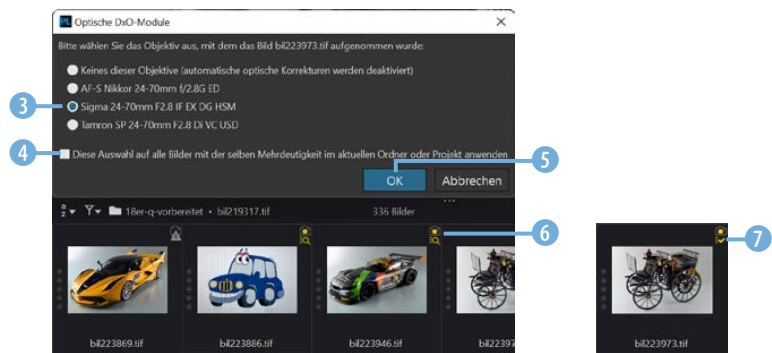 PL Optische DxO-Module
Bitte wählen Sie das Objektiv aus, mit dem das Bild bil223973.tif aufgenommen wurde:
Keines dieser Objektive (automatische optische Korrekturen werden deaktiviert)
AF-S Nikkor 24-70mm f/2.8G ED
3 Sigma 24-70mm F2.8 IF EX DG HSM
Tamron SP 24-70mm F2.8 Di VC USD
4 Diese Auswahl auf alle Bilder mit der selben Mehrdeutigkeit im aktuellen Ordner oder Projekt anwenden
5
OK Abbrechen
a z 18er-q-vorbereitet • bil219317.tif 336 Bilder
6
7
bil223869.tif bil223886.tif bil223946.tif bil22397
bil223973.tif